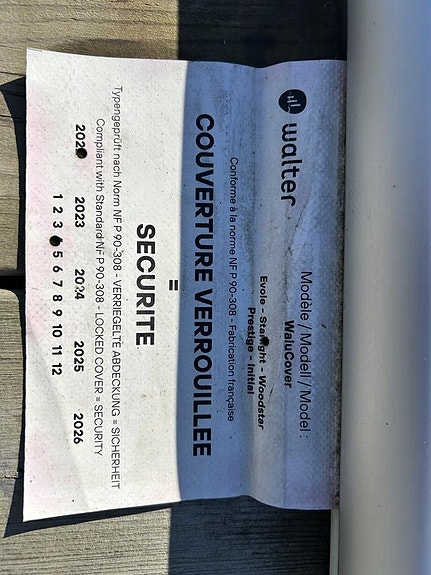 walter
Modèle / Modell / Model :
WaluCover
Evole - Starlight - Woodstar
Prestige - Initial
Conforme à la norme NF P 90-308 - Fabrication française
COUVERTURE VERROUILLEE
=
SECURITE
Typengeprüft nach Norm NF P 90-308 - VERRIEGELTE ABDECKUNG = SICHERHEIT
Compliant with Standard NF P 90-308 - LOCKED COVER = SECURITY
2022 2023 2024 2025 2026
1 2 3 5 6 7 8 9 10 11 12